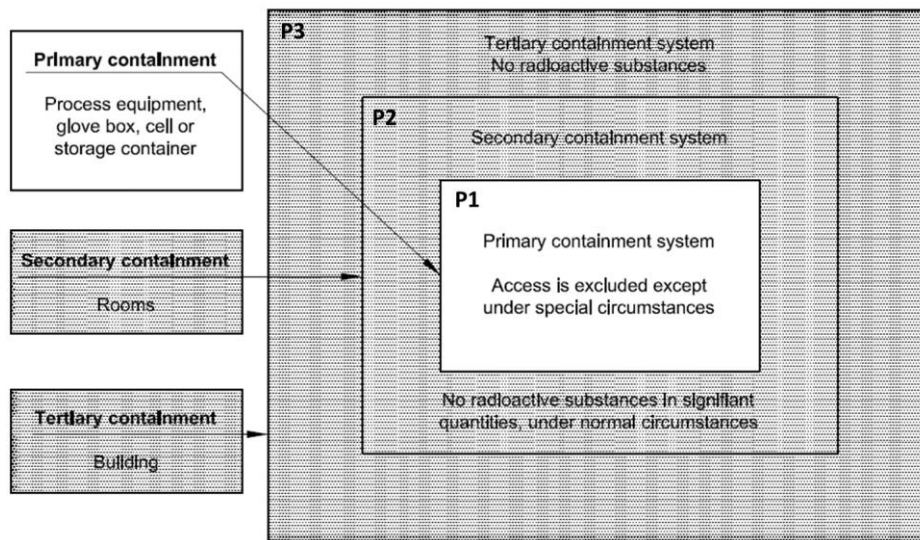 Primary containment
Process equipment,
glove box, cell or
storage container
Secondary containment
Rooms
Tertiary containment
Building
P3
Tertiary containment system
No radioactive substances
P2
Secondary containment system
P1
Primary containment system
Access is excluded except
under special circumstances
No radioactive substances in signifiant
quantities, under normal circumstances